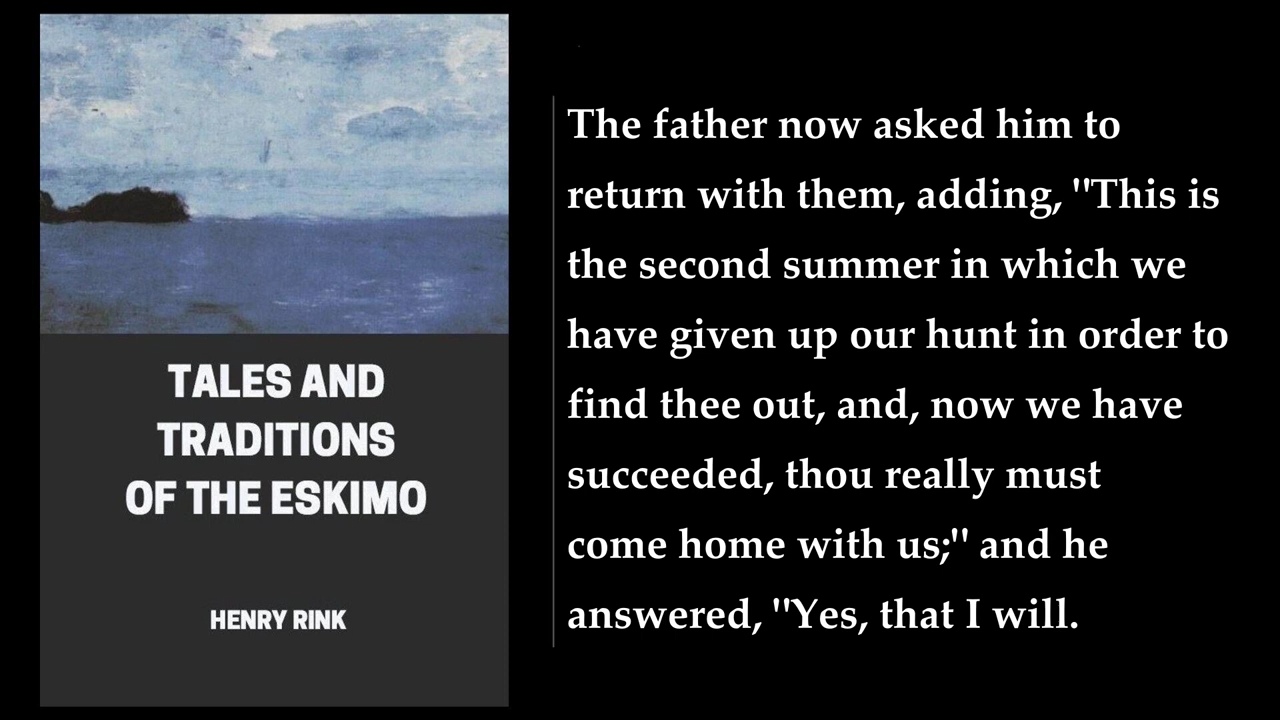 TALES AND
TRADITIONS
OF THE ESKIMO
HENRY RINK
The father now asked him to
return with them, adding, "This is
the second summer in which we
have given up our hunt in order to
find thee out, and, now we have
succeeded, thou really must
come home with us;" and he
answered, "Yes, that I will.